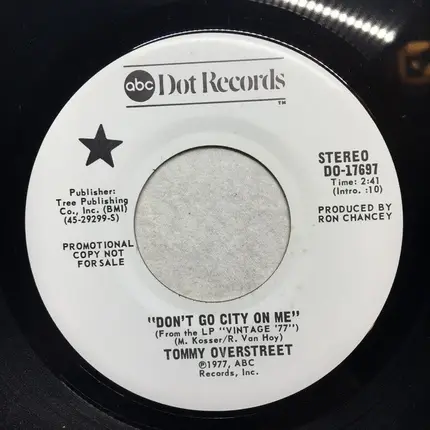 abc Dot Records
TM
STEREO
DO-17697
Time: 2:41
(Intro. :10)
PRODUCED BY
RON CHANCEY
Publisher:
Tree Publishing
Co., Inc. (BMI)
(45-29299-S)
PROMOTIONAL
COPY NOT
FOR SALE
"DON'T GO CITY ON ME"
(From the LP "VINTAGE '77")
(M. Kosser/R. Van Hoy)
TOMMY OVERSTREET
Ⓟ1977, ABC
Records, Inc.